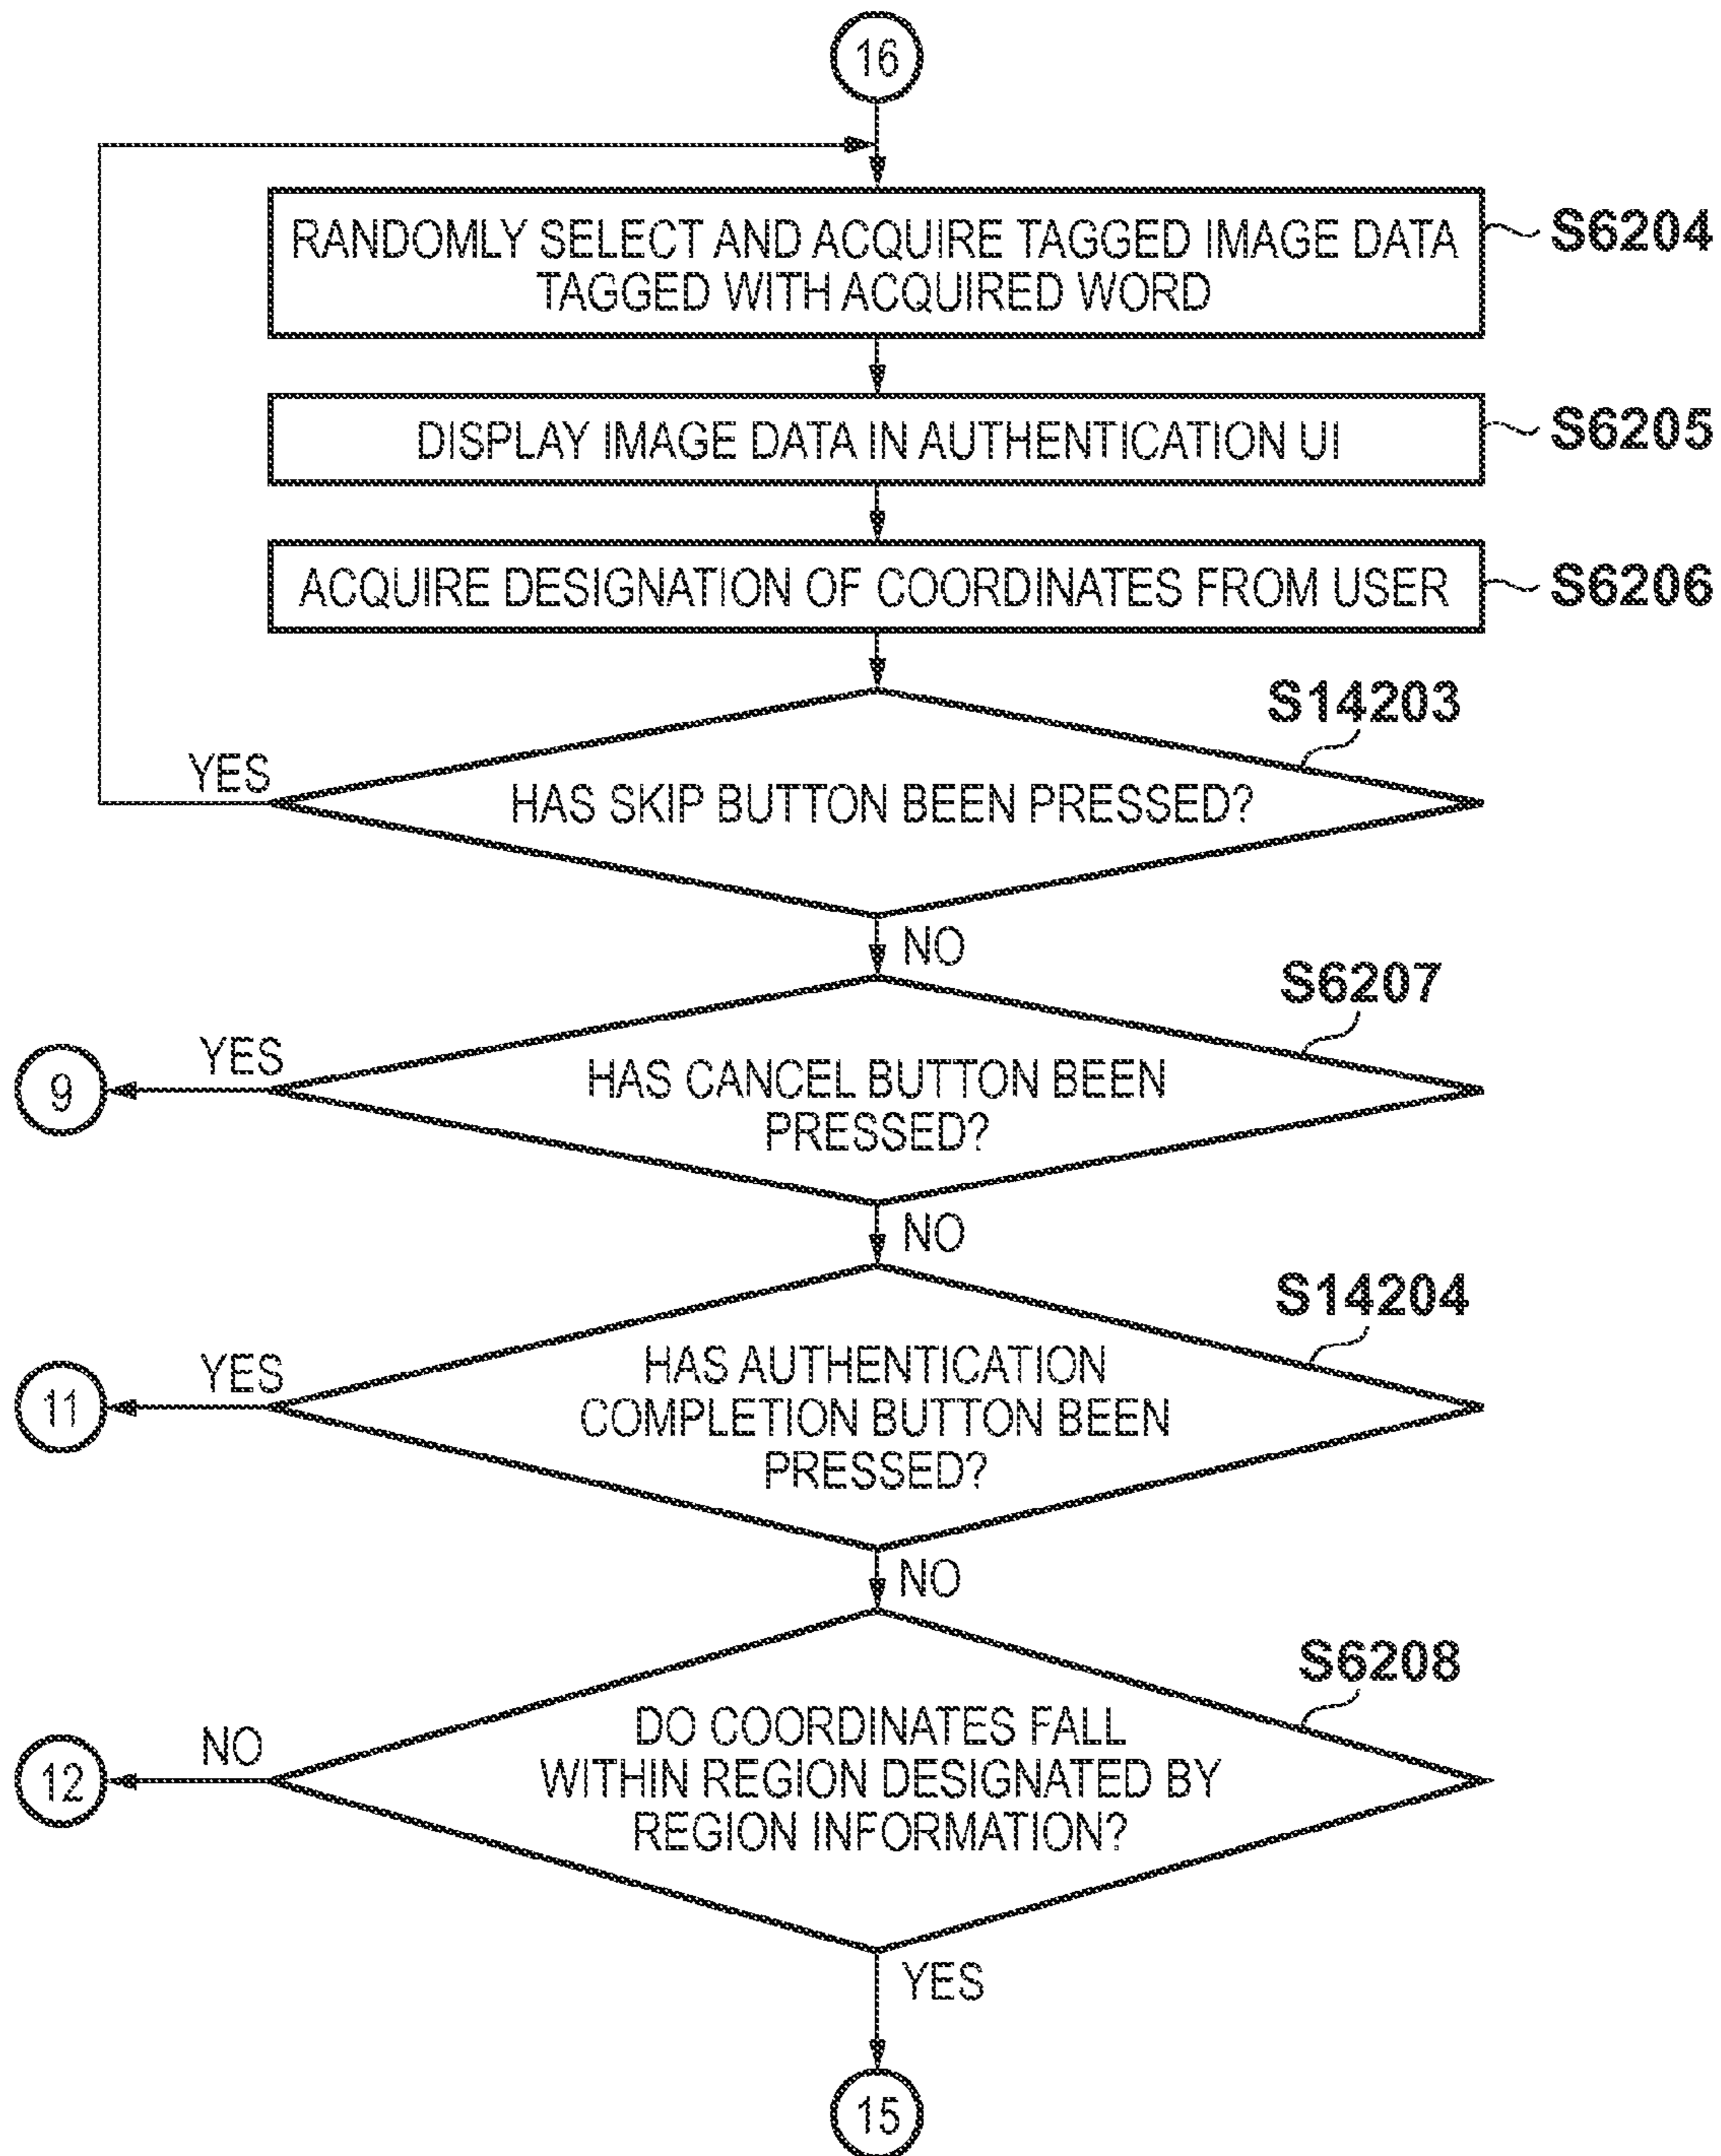 16
RANDOMLY SELECT AND ACQUIRE TAGGED IMAGE DATA
TAGGED WITH ACQUIRED WORD
S6204
DISPLAY IMAGE DATA IN AUTHENTICATION UI
S6205
ACQUIRE DESIGNATION OF COORDINATES FROM USER
S6206
S14203
YES
HAS SKIP BUTTON BEEN PRESSED?
NO
S6207
YES
9
HAS CANCEL BUTTON BEEN
PRESSED?
NO
S14204
YES
11
HAS AUTHENTICATION
COMPLETION BUTTON BEEN
PRESSED?
NO
S6208
NO
12
DO COORDINATES FALL
WITHIN REGION DESIGNATED BY
REGION INFORMATION?
YES
15